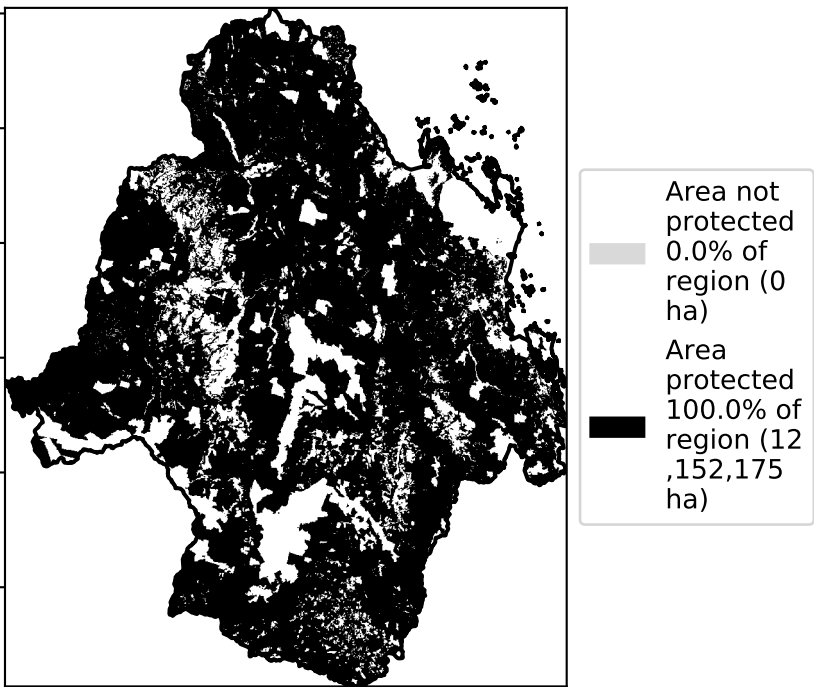 Area not
protected
0.0% of
region (0
ha)
Area
protected
100.0% of
region (12
,152,175
ha)